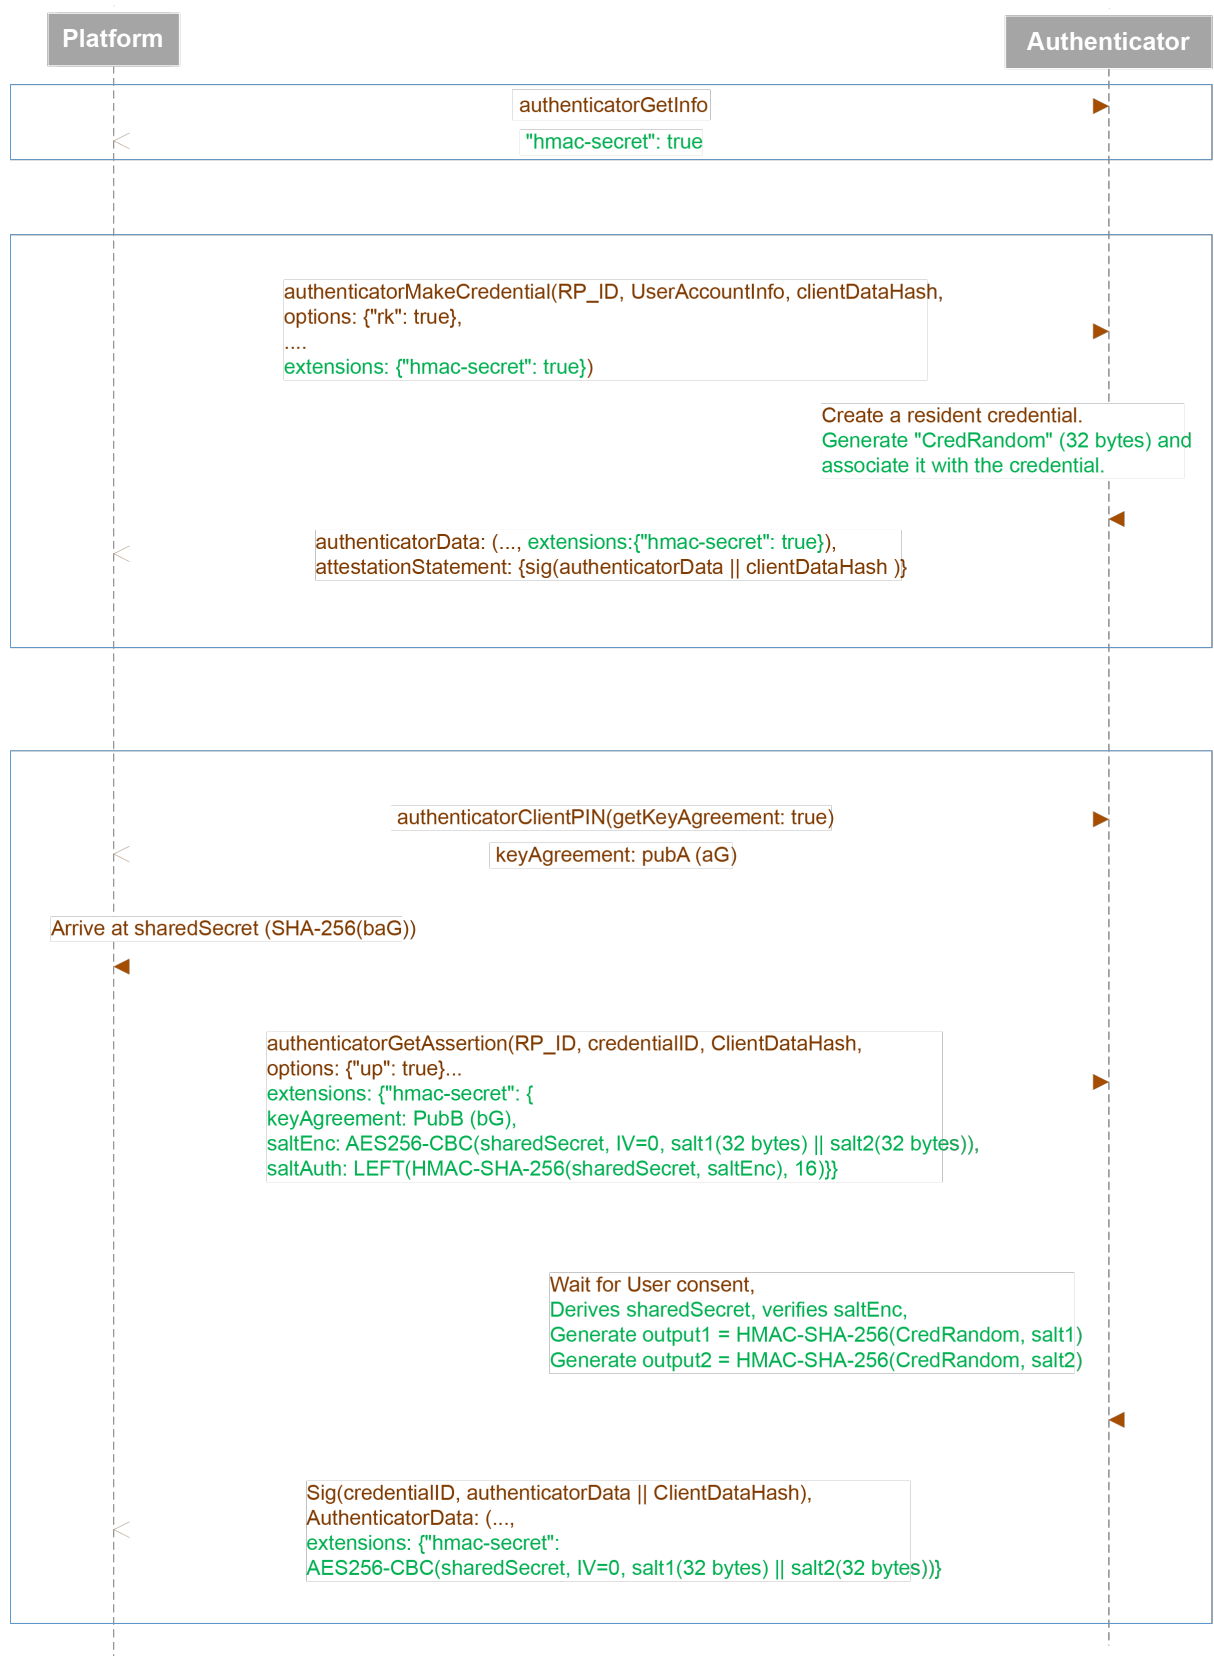 Platform
Authenticator
authenticatorGetInfo
"hmac-secret": true
authenticatorMakeCredential(RP_ID, UserAccountInfo, clientDataHash,
options: {"rk": true},
....
extensions: {"hmac-secret": true})
Create a resident credential.
Generate "CredRandom" (32 bytes) and
associate it with the credential.
authenticatorData: (..., extensions:{"hmac-secret": true}),
attestationStatement: {sig(authenticatorData || clientDataHash )}
authenticatorClientPIN(getKeyAgreement: true)
keyAgreement: pubA (aG)
Arrive at sharedSecret (SHA-256(baG))
authenticatorGetAssertion(RP_ID, credentialID, ClientDataHash,
options: {"up": true}...
extensions: {"hmac-secret": {
keyAgreement: PubB (bG),
saltEnc: AES256-CBC(sharedSecret, IV=0, salt1(32 bytes) || salt2(32 bytes)),
saltAuth: LEFT(HMAC-SHA-256(sharedSecret, saltEnc), 16)}}
Wait for User consent,
Derives sharedSecret, verifies saltEnc,
Generate output1 = HMAC-SHA-256(CredRandom, salt1)
Generate output2 = HMAC-SHA-256(CredRandom, salt2)
Sig(credentialID, authenticatorData || ClientDataHash),
AuthenticatorData: (...,
extensions: {"hmac-secret":
AES256-CBC(sharedSecret, IV=0, salt1(32 bytes) || salt2(32 bytes))}